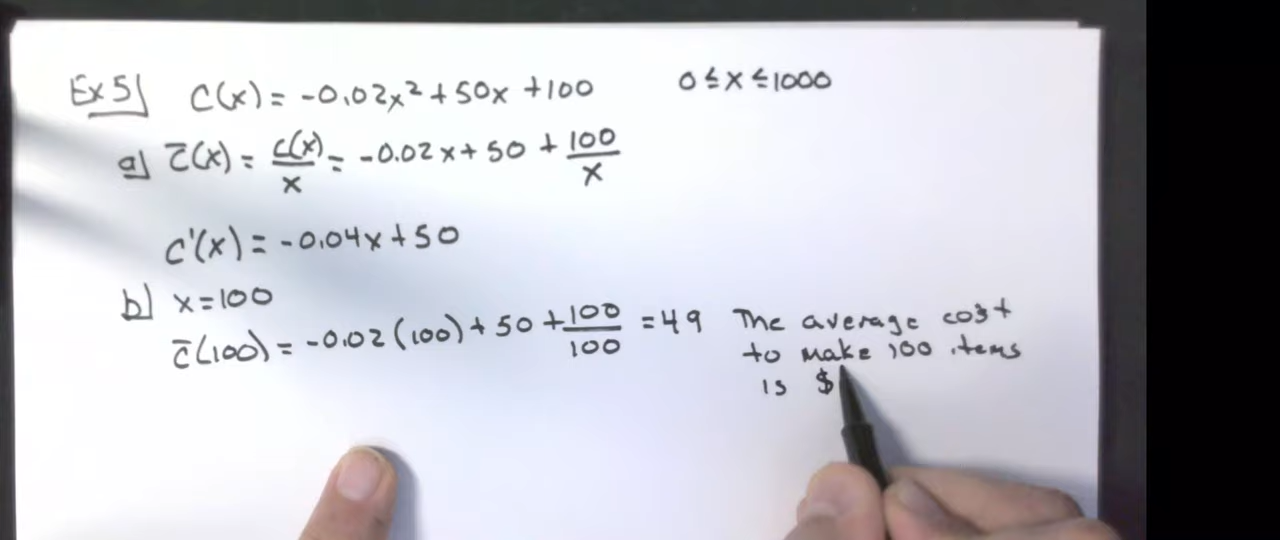 Ex 5) C(x) = -0.02x² + 50x + 100 0 ≤ x ≤ 1000
a) C̅(x) = C(x)/x = -0.02x + 50 + 100/x
C'(x) = -0.04x + 50
b) x = 100
C̅(100) = -0.02(100) + 50 + 100/100 = 49 The average cost
to make 100 items
is $